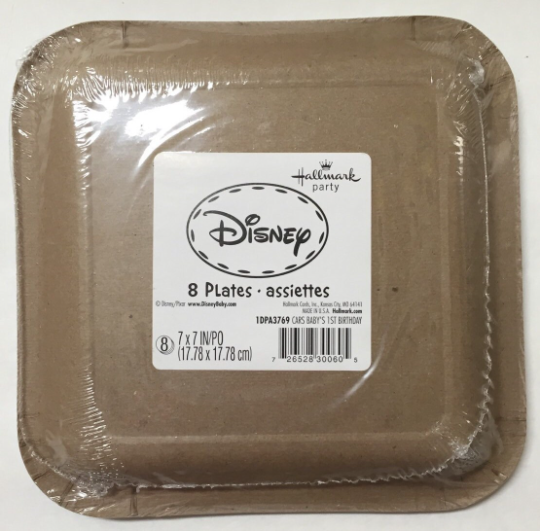 Hallmark
party
Disney
8 Plates · assiettes
© Disney/Pixar www.DisneyBaby.com
Hallmark Cards, Inc., Kansas City, MO 64141
MADE IN U.S.A. Hallmark.com
1DPA3769 CARS BABY'S 1ST BIRTHDAY
8 7 x 7 IN/PO
(17.78 x 17.78 cm)
7 26528 30060 5